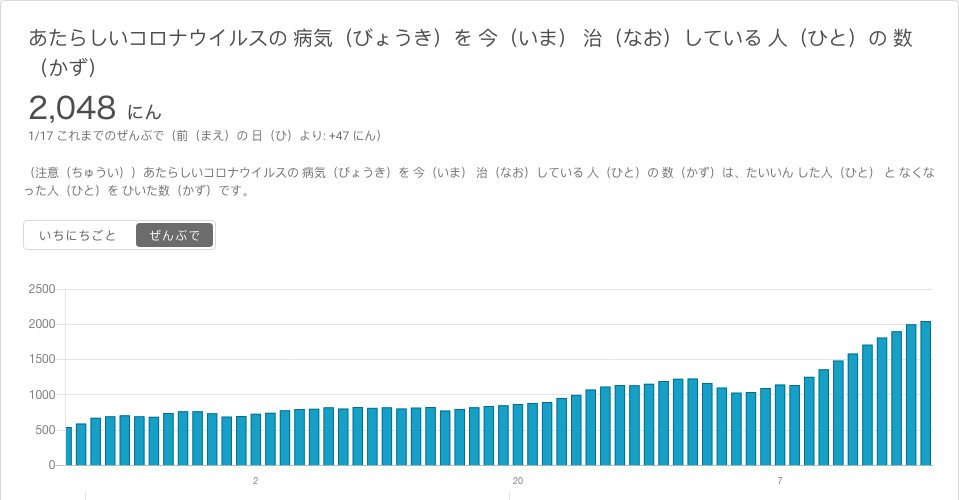 あたらしいコロナウイルスの 病気（びょうき）を 今（いま） 治（なお）している 人（ひと）の 数
（かず）
2,048 にん
1/17 これまでのぜんぶで（前（まえ）の 日（ひ）より: +47 にん）
（注意（ちゅうい））あたらしいコロナウイルスの 病気（びょうき）を 今（いま） 治（なお）している 人（ひと）の 数（かず）は、たいいん した人（ひと） と なくな
った人（ひと）を ひいた数（かず）です。
いちにちごと ぜんぶで
2500
2000
1500
1000
500
0
2 20 7